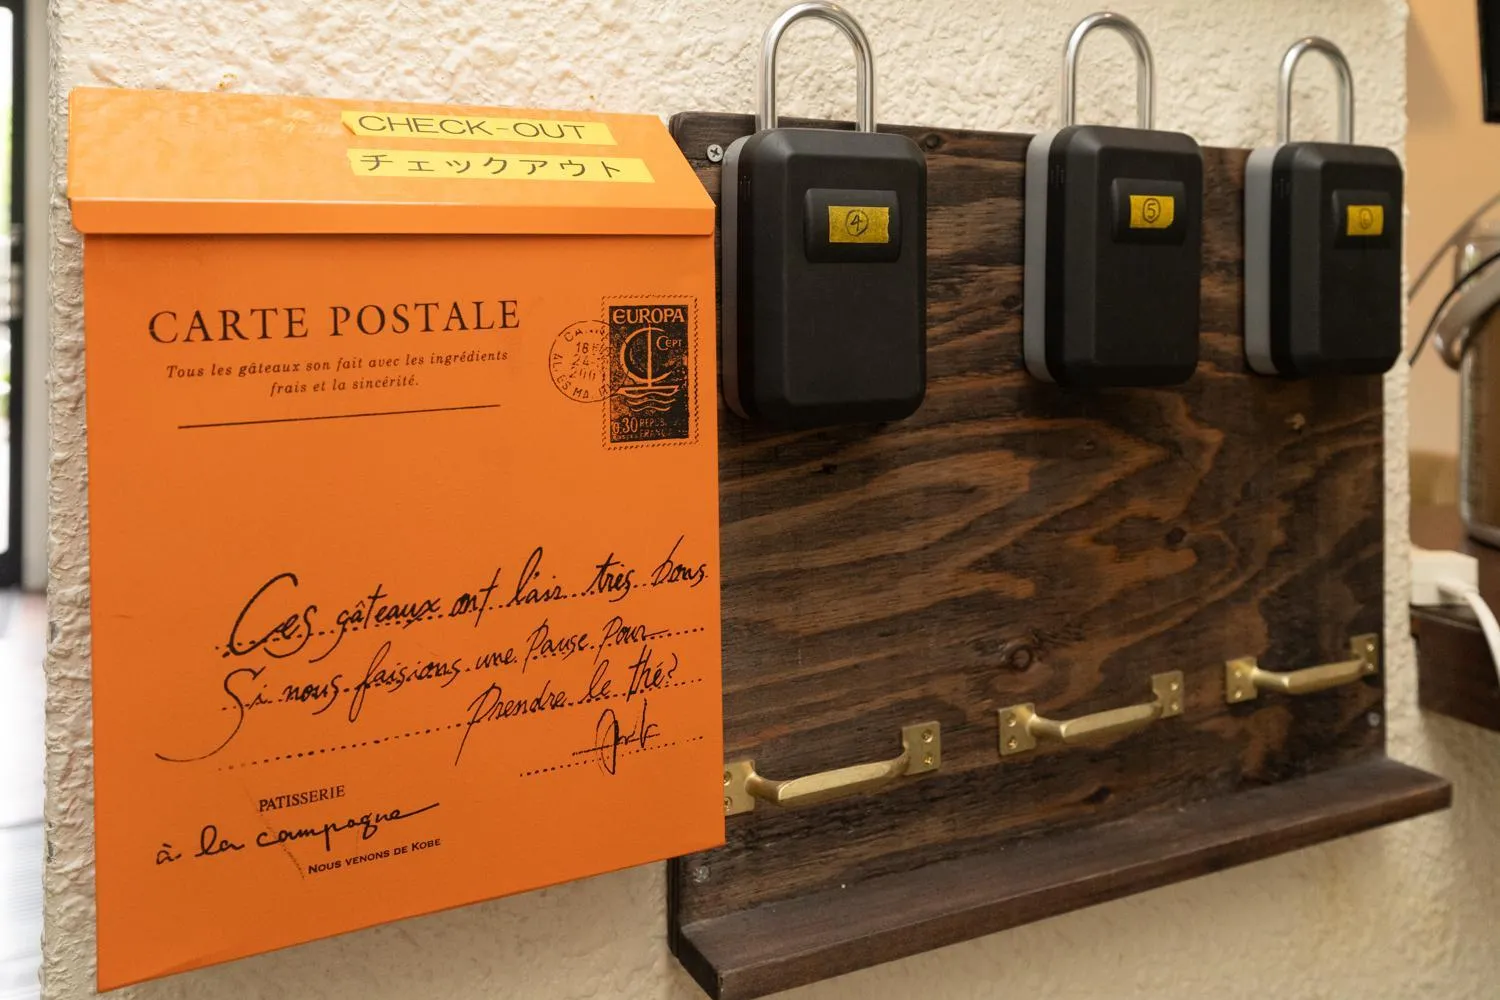 CHECK-OUT
チェックアウト
CARTE POSTALE
Tous les gâteaux son fait avec les ingrédients
frais et la sincérité.
EUROPA
CEPT
0.30
Ces gâteaux ont l'air très bons.
Si nous faisions une Pause Pour
Prendre le thé?
PATISSERIE
à la campagne
NOUS VENONS DE KOBE
④
⑤